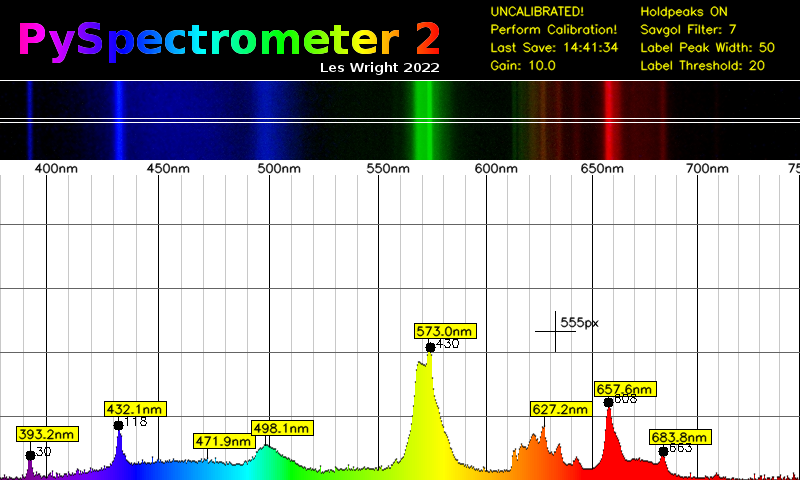 PySpectrometer 2
Les Wright 2022
UNCALIBRATED!
Perform Calibration!
Last Save: 14:41:34
Gain: 10.0
Holdpeaks ON
Savgol Filter: 7
Label Peak Width: 50
Label Threshold: 20
400nm 450nm 500nm 550nm 600nm 650nm 700nm 75
555px
573.0nm
430
657.6nm
608
432.1nm
118
627.2nm
498.1nm
393.2nm
30
471.9nm
683.8nm
663